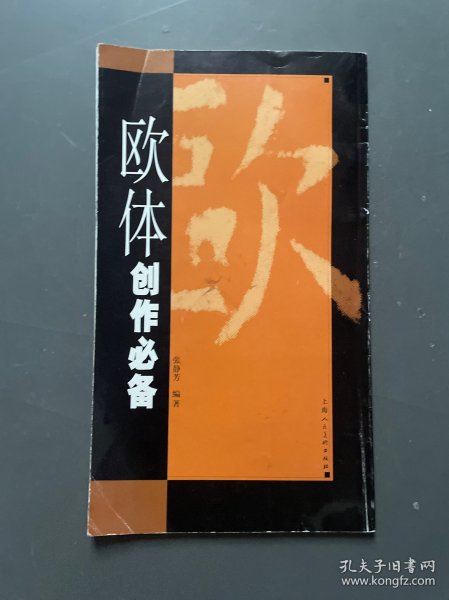 欧体
创作必备
张静芳 编著
欧
上海人民美术出版社
孔夫子旧书网
www.kongfz.com